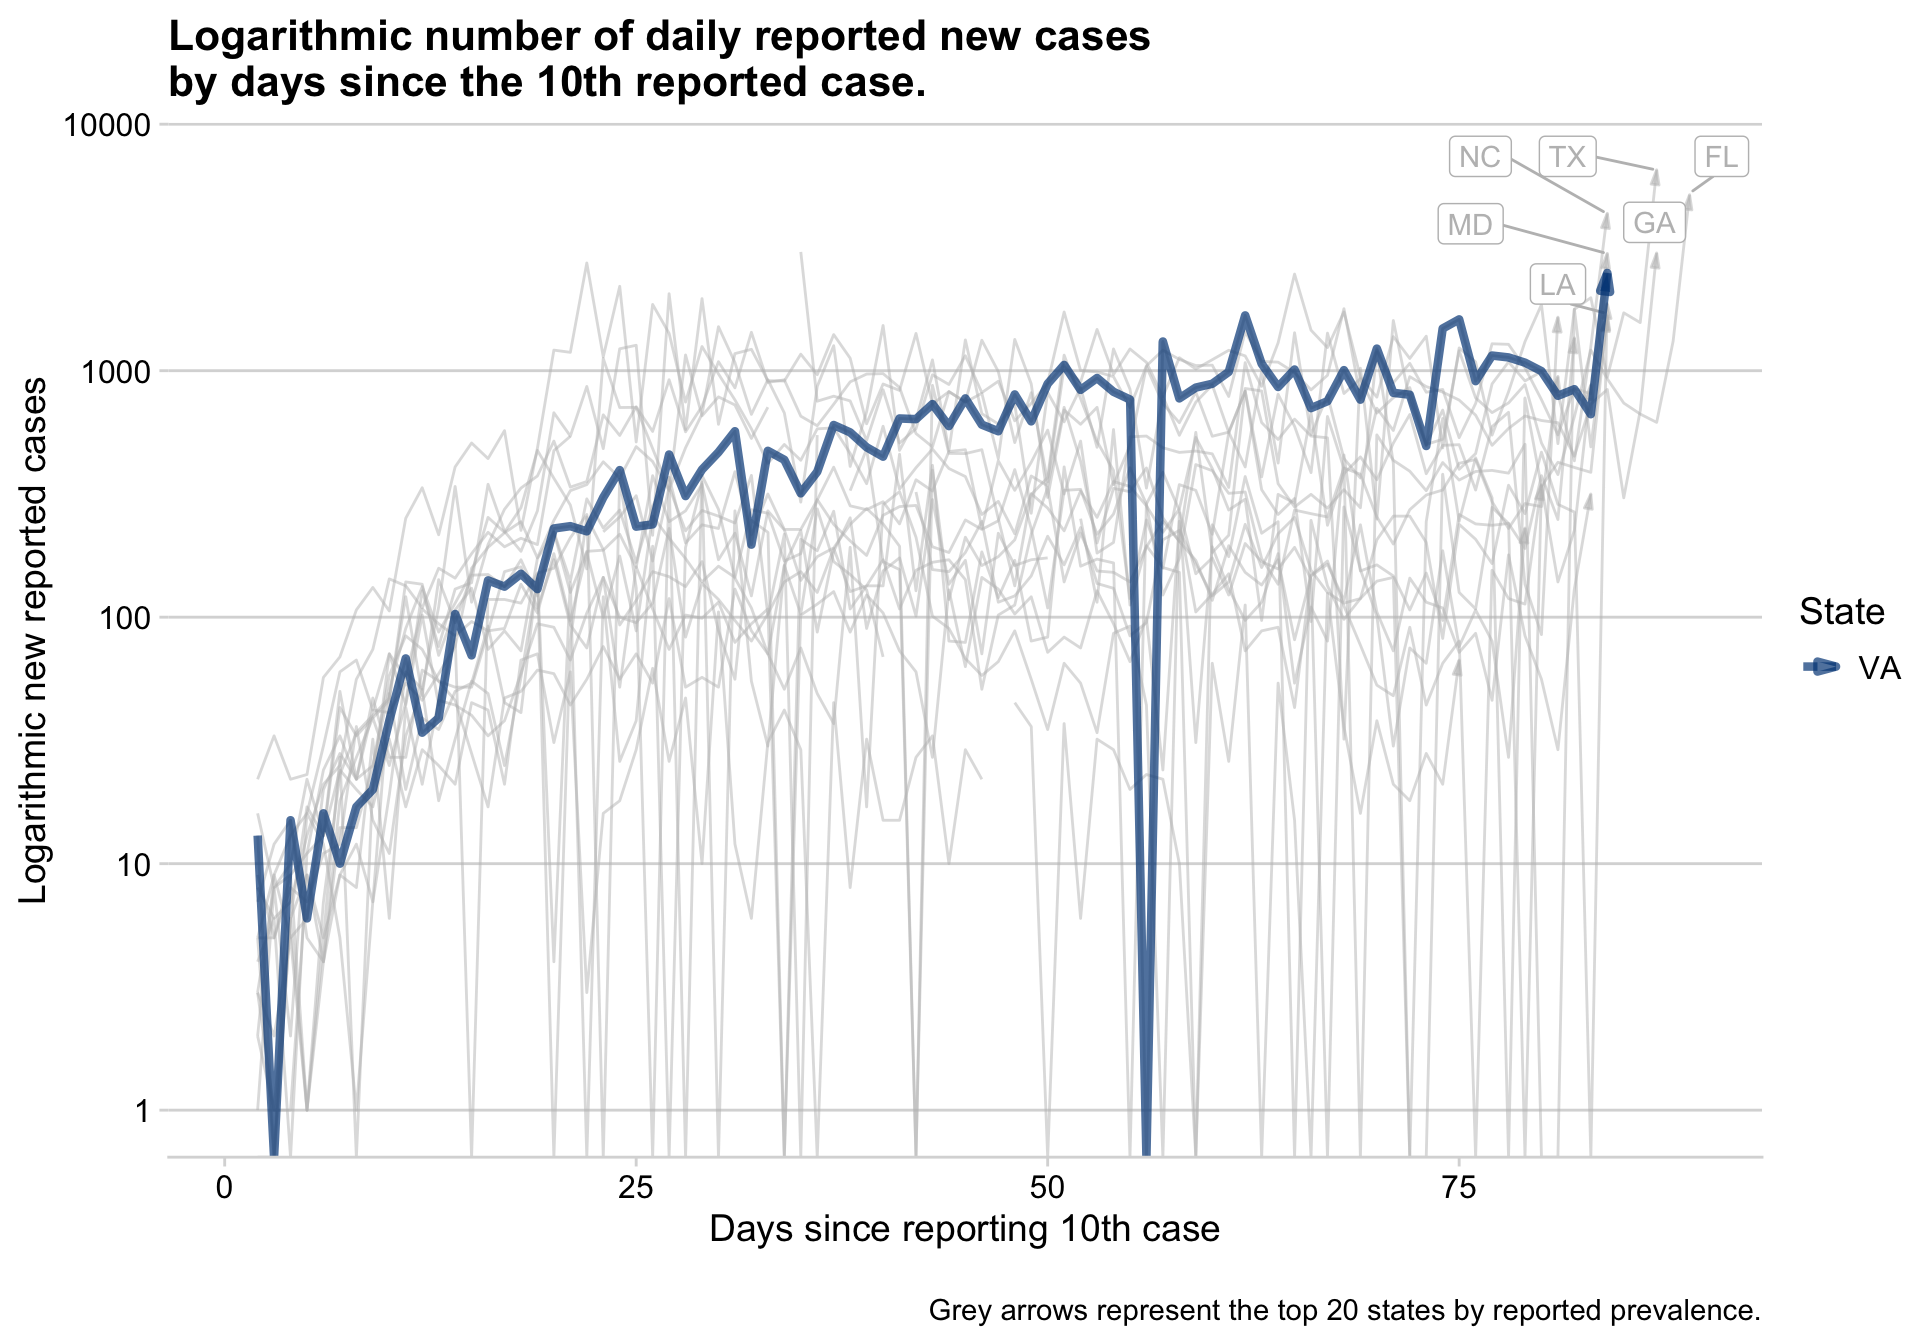 Logarithmic number of daily reported new cases
by days since the 10th reported case.
Logarithmic new reported cases
10000
1000
100
10
1
NC
TX
FL
MD
GA
LA
State
VA
0
25
50
75
Days since reporting 10th case
Grey arrows represent the top 20 states by reported prevalence.